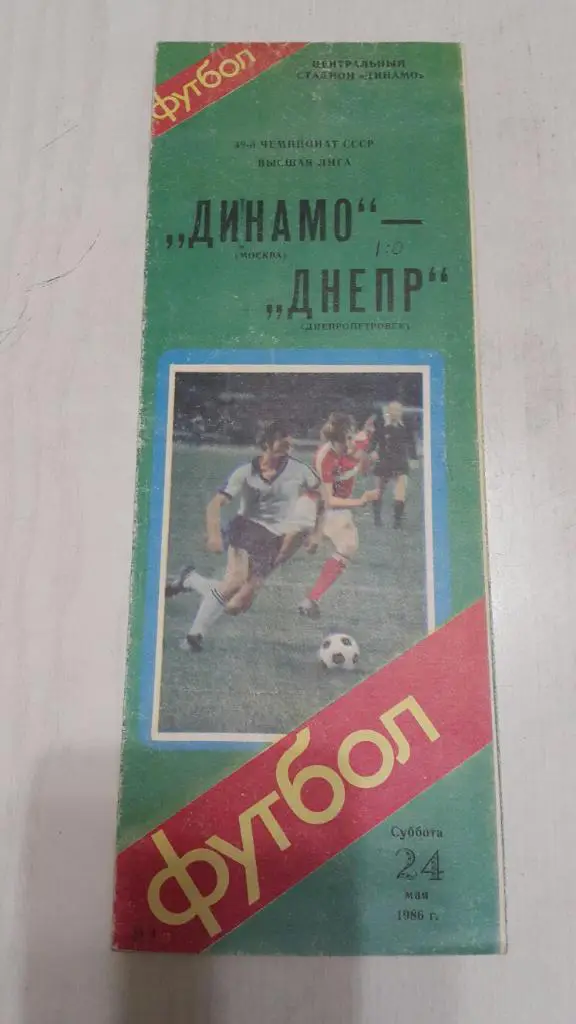 футбол
ЦЕНТРАЛЬНЫЙ
СТАДИОН «ДИНАМО»
49-й ЧЕМПИОНАТ СССР
ВЫСШАЯ ЛИГА
„ДИНАМО“—
(МОСКВА)
1:0
„ДНЕПР“
(ДНЕПРОПЕТРОВСК)
футбол
Суббота
24
мая
1986 г.